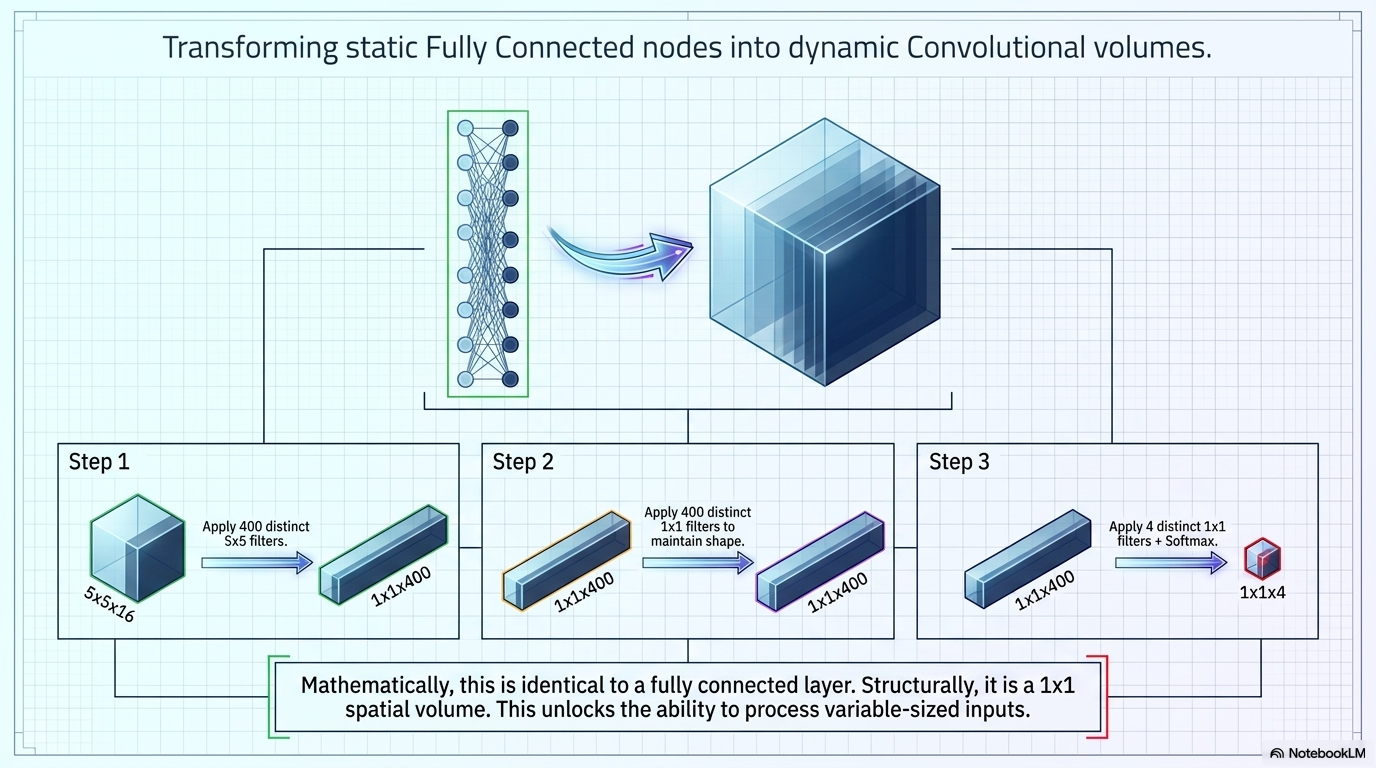 Transforming static Fully Connected nodes into dynamic Convolutional volumes.
Step 1
5x5x16
Apply 400 distinct
Sx5 filters.
1x1x400
Step 2
1x1x400
Apply 400 distinct
1x1 filters to
maintain shape.
1x1x400
Step 3
1x1x400
Apply 4 distinct 1x1
filters + Softmax.
1x1x4
Mathematically, this is identical to a fully connected layer. Structurally, it is a 1x1
spatial volume. This unlocks the ability to process variable-sized inputs.
NotebookLM